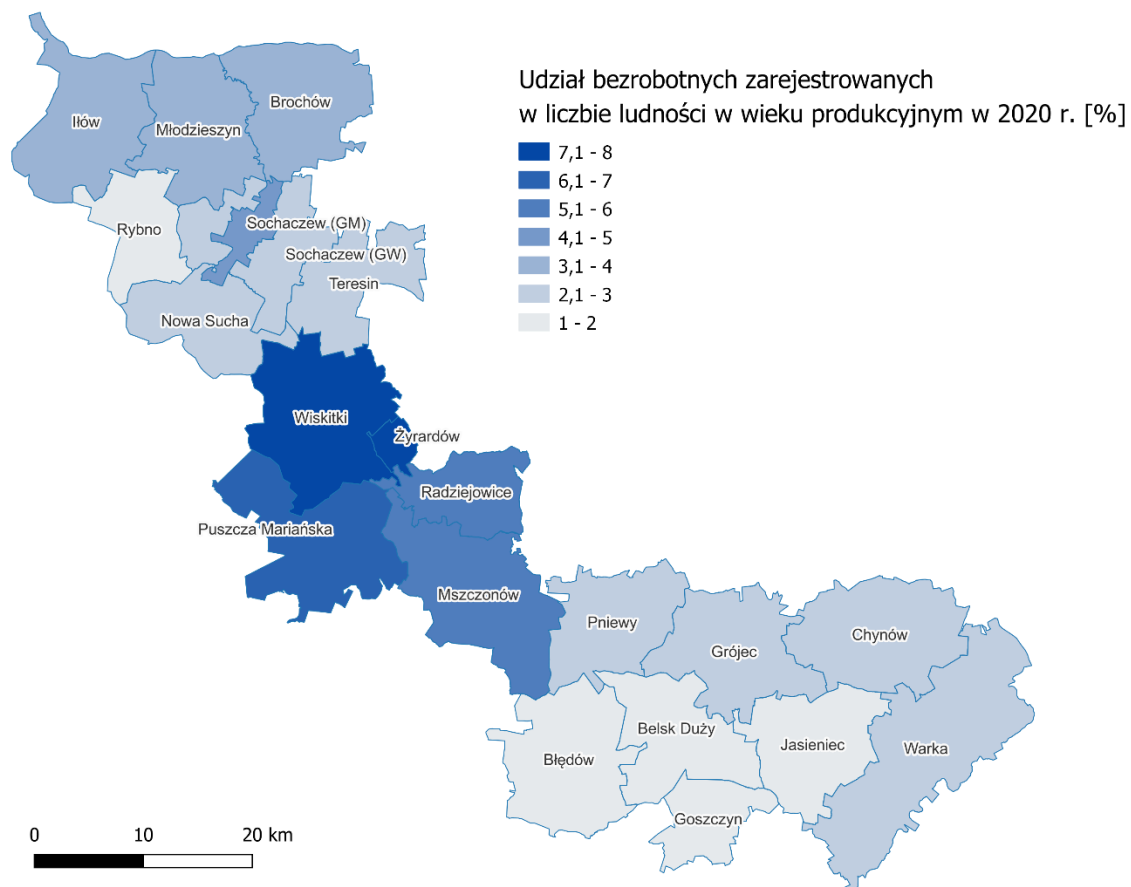 Udział bezrobotnych zarejestrowanych
w liczbie ludności w wieku produkcyjnym w 2020 r. [%]
7,1 - 8
6,1 - 7
5,1 - 6
4,1 - 5
3,1 - 4
2,1 - 3
1 - 2
Brochów
Iłów
Młodzieszyn
Sochaczew (GM)
Rybno
Sochaczew (GW)
Teresin
Nowa Sucha
Wiskitki
Żyrardów
Radziejowice
Puszcza Mariańska
Mszczonów
Pniewy
Chynów
Grójec
Belsk Duży
Jasieniec
Warka
Błędów
Goszczyn
0 10 20 km